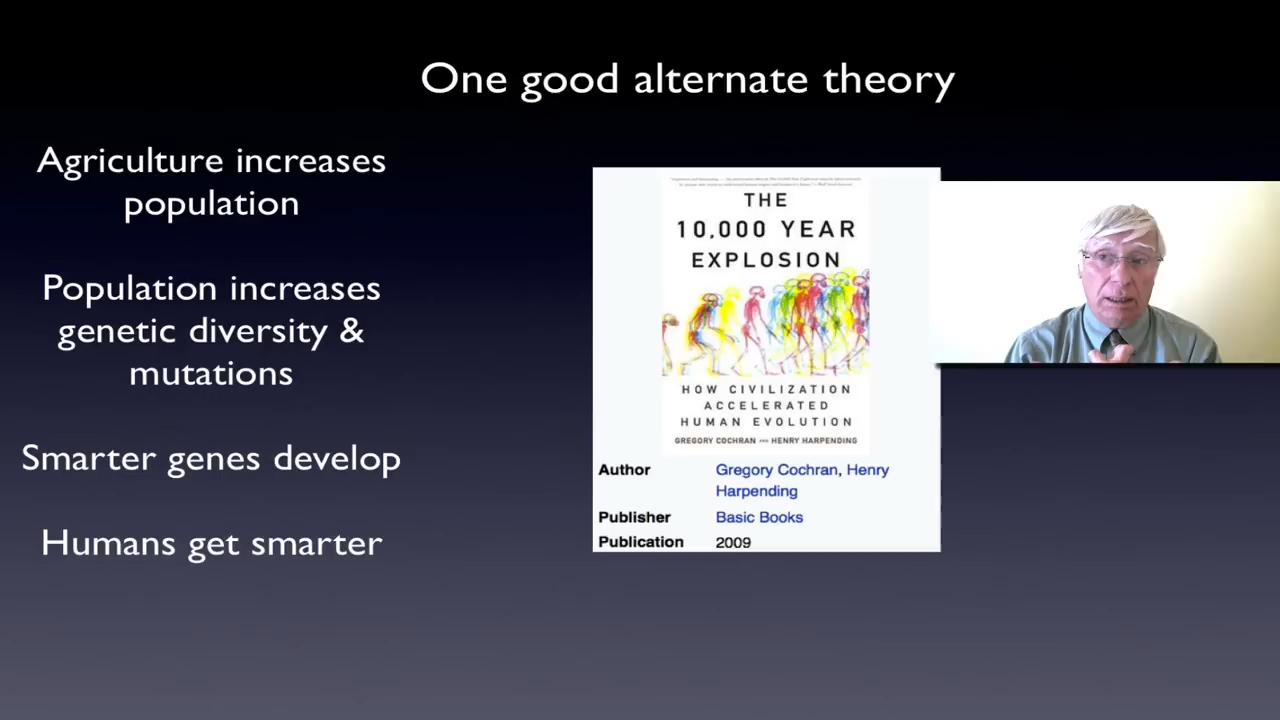 One good alternate theory
Agriculture increases
population
Population increases
genetic diversity &
mutations
Smarter genes develop
Humans get smarter
THE
10,000 YEAR
EXPLOSION
HOW CIVILIZATION
ACCELERATED
HUMAN EVOLUTION
GREGORY COCHRAN AND HENRY HARPENDING
Author Gregory Cochran, Henry
Harpending
Publisher Basic Books
Publication 2009